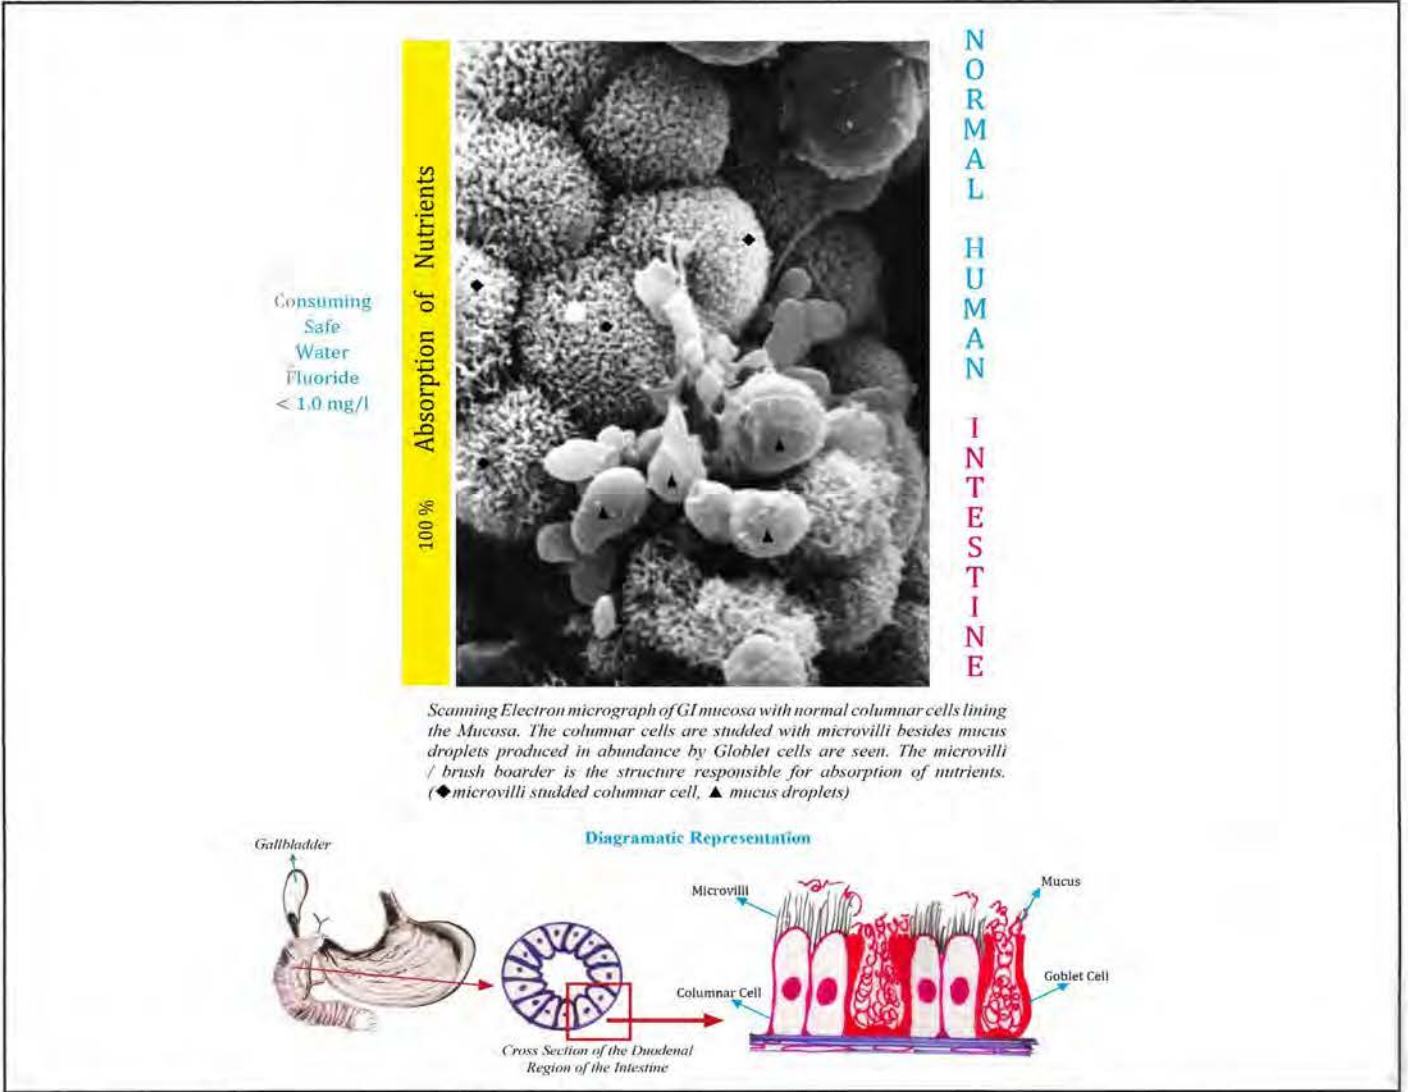 NORMAL HUMAN INTESTINE
100 % Absorption of Nutrients
Consuming
Safe
Water
Fluoride
< 1.0 mg/l
Scanning Electron micrograph of GI mucosa with normal columnar cells lining
the Mucosa. The columnar cells are studded with microvilli besides mucus
droplets produced in abundance by Globlet cells are seen. The microvilli
/ brush boarder is the structure responsible for absorption of nutrients.
(◆microvilli studded columnar cell, ▲ mucus droplets)
Diagramatic Representation
Gallbladder
Microvilli
Mucus
Columnar Cell
Goblet Cell
Cross Section of the Duodenal
Region of the Intestine